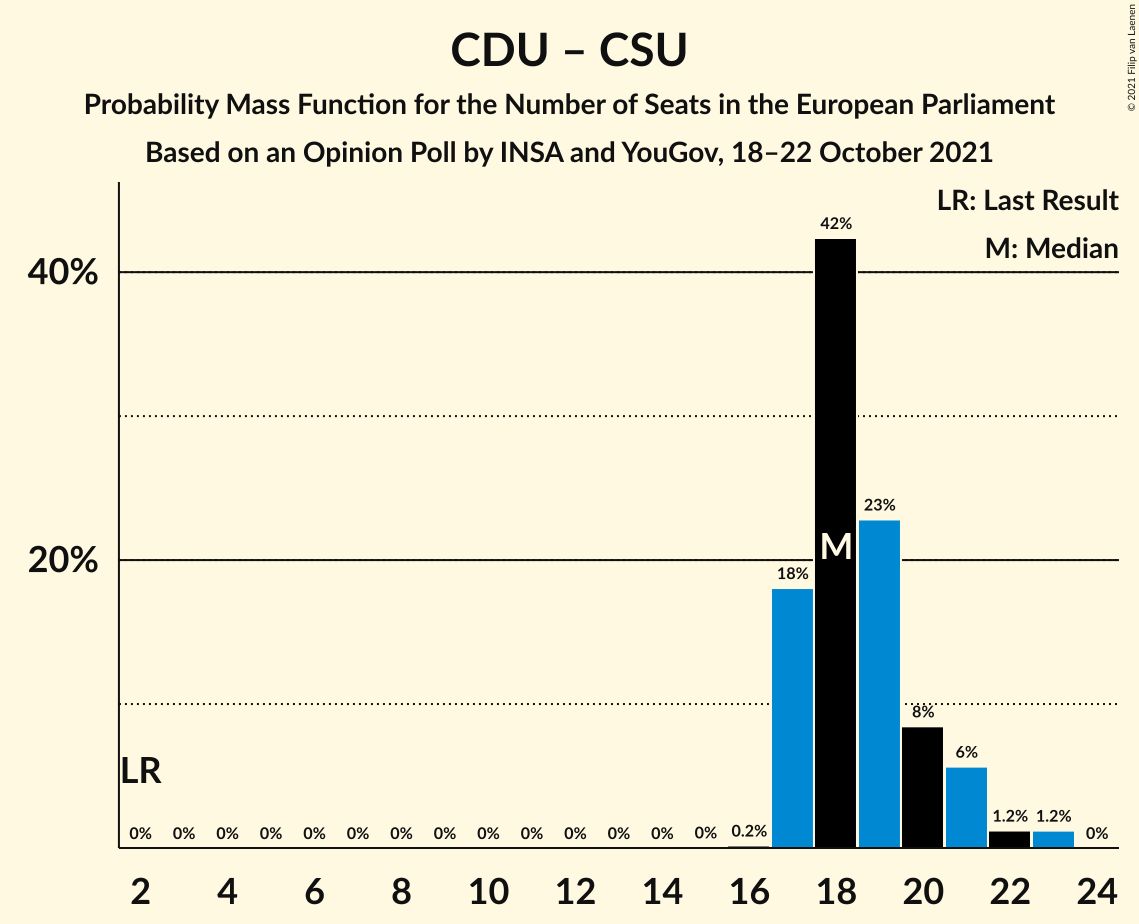 CDU – CSU
Probability Mass Function for the Number of Seats in the European Parliament
Based on an Opinion Poll by INSA and YouGov, 18–22 October 2021
© 2021 Filip van Laenen
LR: Last Result
M: Median
42%
40%
23%
M
20%
18%
8%
6%
LR
0% 0% 0% 0% 0% 0% 0% 0% 0% 0% 0% 0% 0% 0% 0.2% 1.2% 1.2% 0%
2 4 6 8 10 12 14 16 18 20 22 24